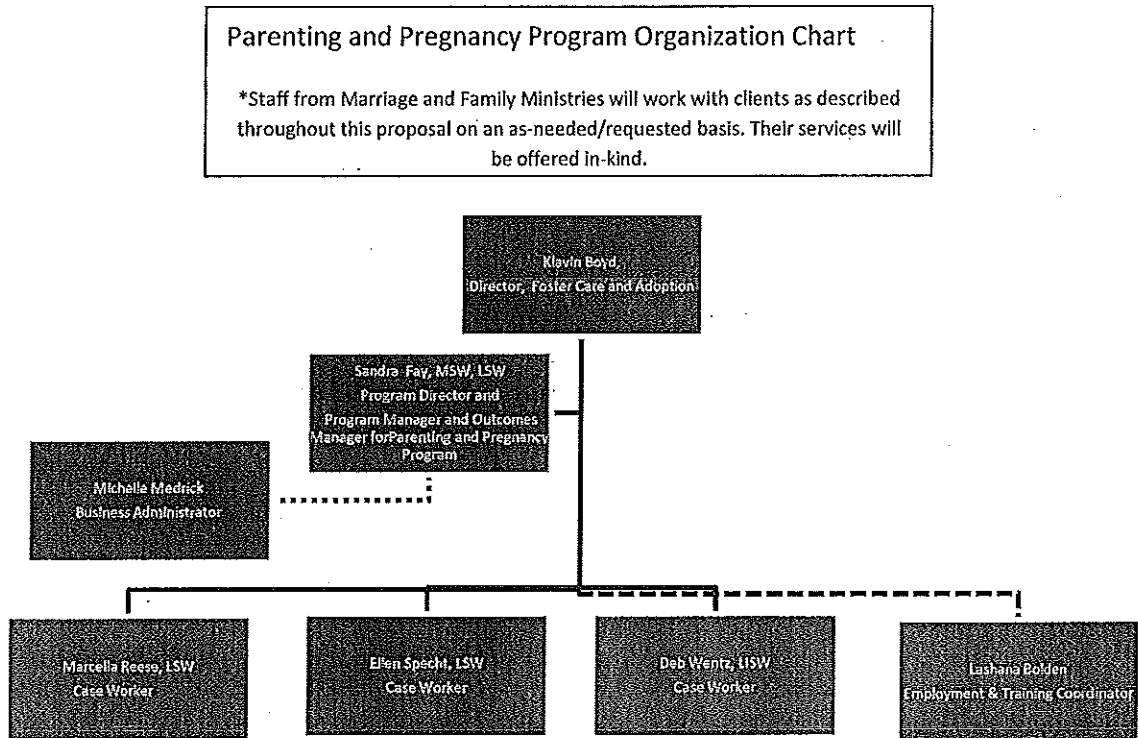 Parenting and Pregnancy Program Organization Chart
*Staff from Marriage and Family Ministries will work with clients as described
throughout this proposal on an as-needed/requested basis. Their services will
be offered in-kind.
Klavin Boyd,
Director, Foster Care and Adoption
Sandra Fay, MSW, LSW
Program Director and
Program Manager and Outcomes
Manager forParenting and Pregnancy
Program
Michelle Medrick
Business Administrator
Marcella Reese, LSW
Case Worker
Ellen Specht, LSW
Case Worker
Deb Wentz, LISW
Case Worker
Lashana Bolden
Employment & Training Coordinator